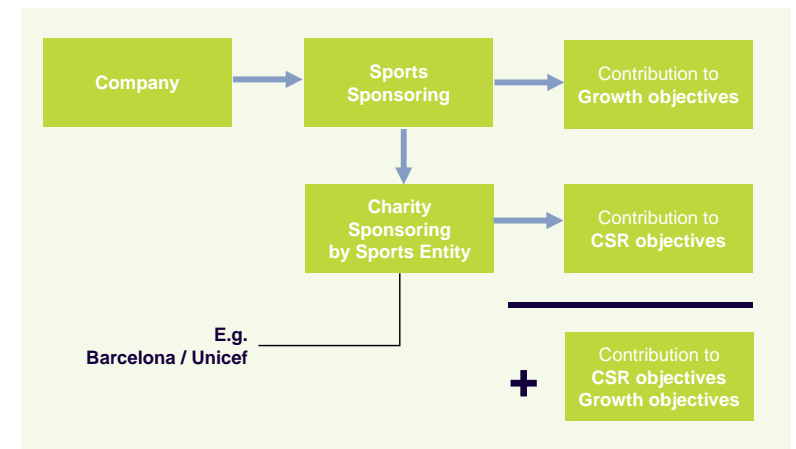 Company
Sports
Sponsoring
Contribution to
Growth objectives
Charity
Sponsoring
by Sports Entity
Contribution to
CSR objectives
E.g.
Barcelona / Unicef
+
Contribution to
CSR objectives
Growth objectives